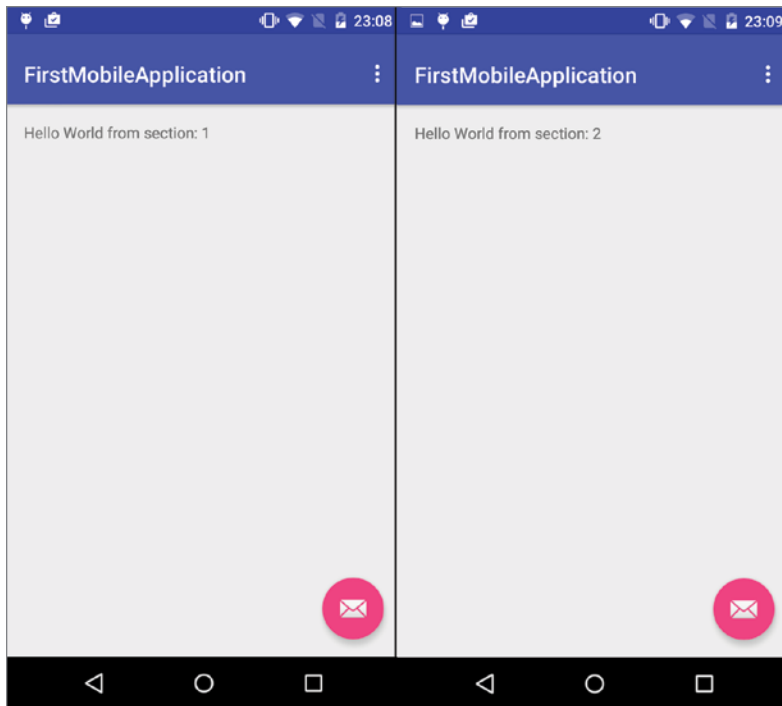 23:08
FirstMobileApplication
Hello World from section: 1
23:09
FirstMobileApplication
Hello World from section: 2